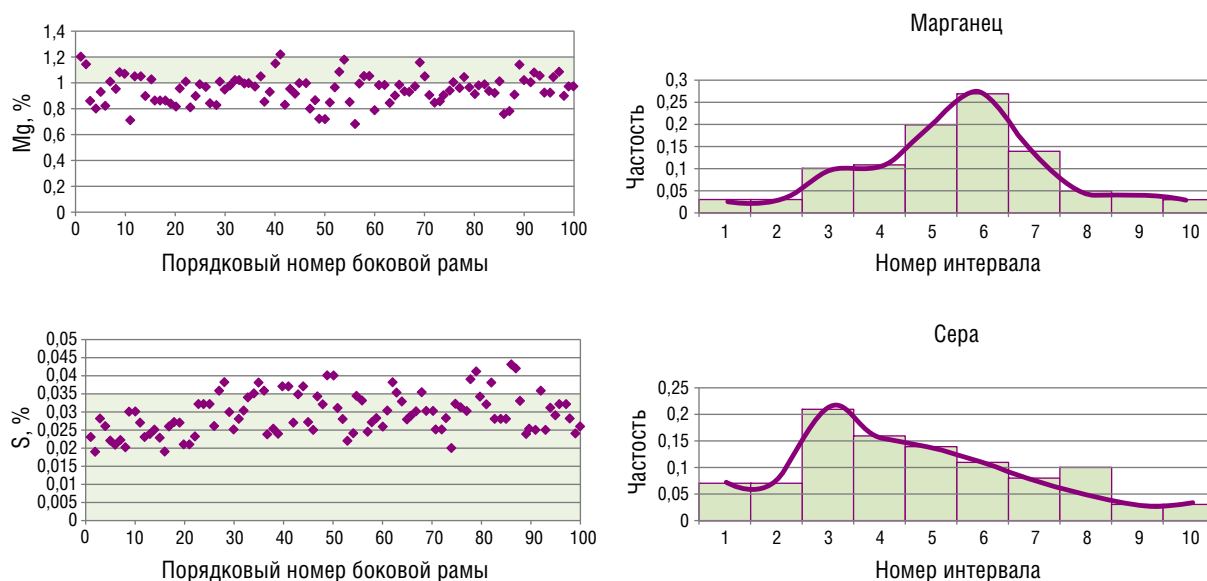 Mg, %
1,4
1,2
1
0,8
0,6
0,4
0,2
0
0 10 20 30 40 50 60 70 80 90 100
Порядковый номер боковой рамы
Марганец
Частость
0,3
0,25
0,2
0,15
0,1
0,05
0
1 2 3 4 5 6 7 8 9 10
Номер интервала
S, %
0,05
0,045
0,04
0,035
0,03
0,025
0,02
0,015
0,01
0,005
0
0 10 20 30 40 50 60 70 80 90 100
Порядковый номер боковой рамы
Сера
Частость
0,25
0,2
0,15
0,1
0,05
0
1 2 3 4 5 6 7 8 9 10
Номер интервала